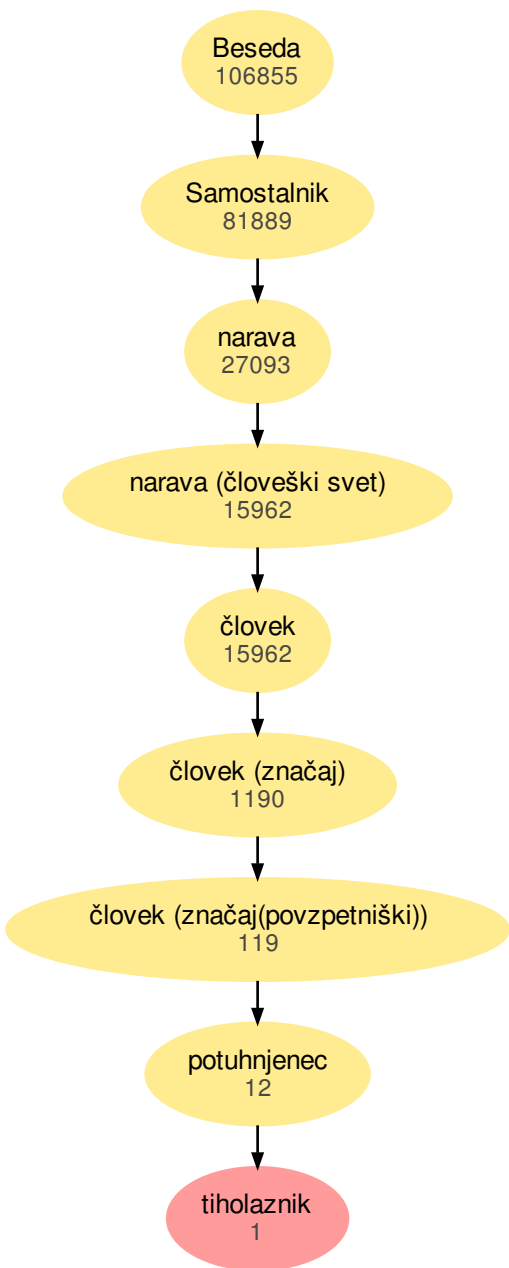 Beseda
106855
Samostalnik
81889
narava
27093
narava (človeški svet)
15962
človek
15962
človek (značaj)
1190
človek (značaj(povzpetniški))
119
potuhnjenec
12
tiholaznik
1